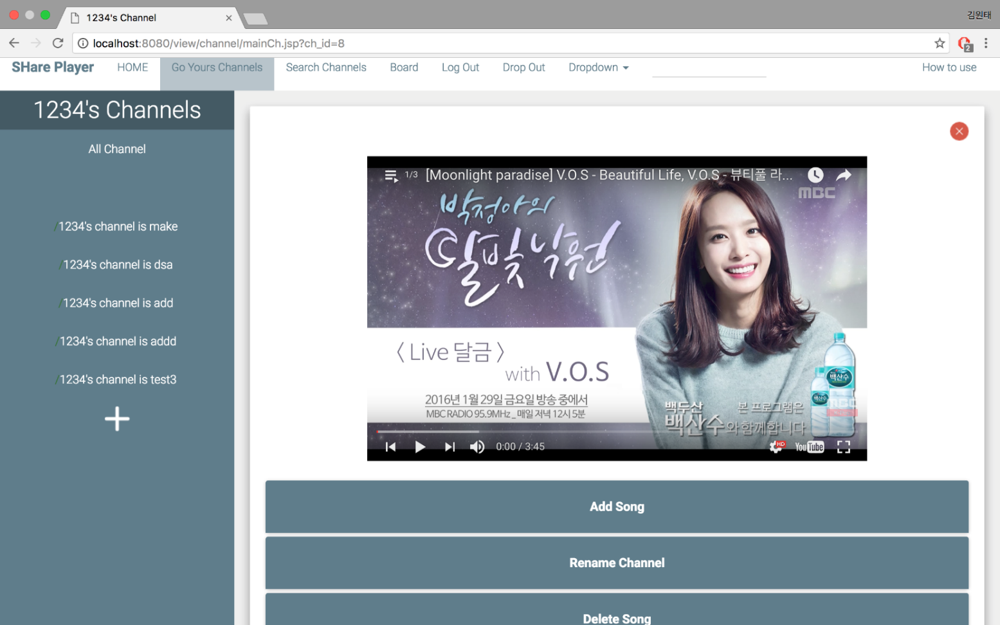 1234's Channel
김원태
localhost:8080/view/channel/mainCh.jsp?ch_id=8
2
SHare Player
HOME
Go Yours Channels
Search Channels
Board
Log Out
Drop Out
Dropdown
How to use
1234's Channels
All Channel
/1234's channel is make
/1234's channel is dsa
/1234's channel is add
/1234's channel is addd
/1234's channel is test3
1/3
[Moonlight paradise] V.O.S - Beautiful Life, V.O.S - 뷰티풀 라...
MBC
박정아의
달빛낙원
〈 Live 달금 〉
with V.O.S
2016년 1월 29일 금요일 방송 중에서
MBC RADIO 95.9MHz _ 매일 저녁 12시 5분
백두산
백산수와 함께합니다
본 프로그램은
백산수
백산수
MBC
0:00 / 3:45
HD
YouTube
Add Song
Rename Channel
Delete Song